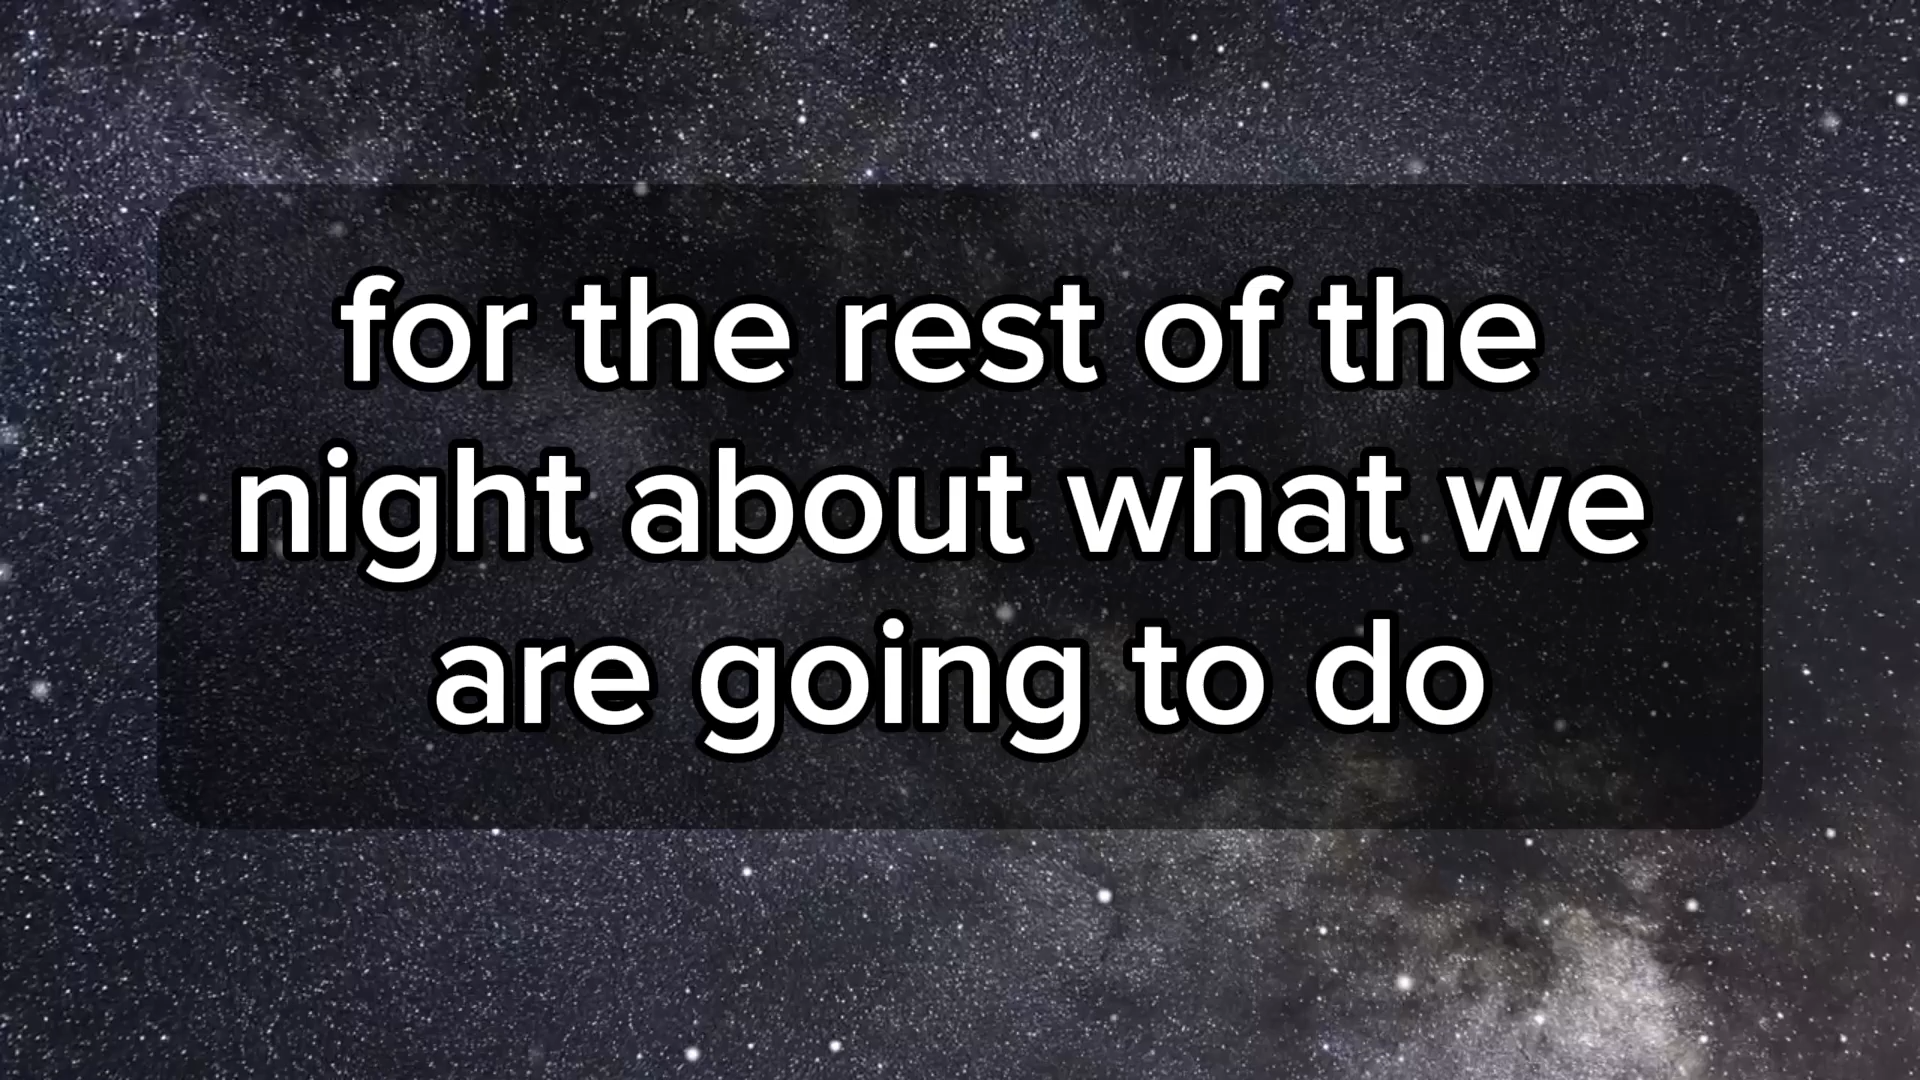 for the rest of the
night about what we
are going to do